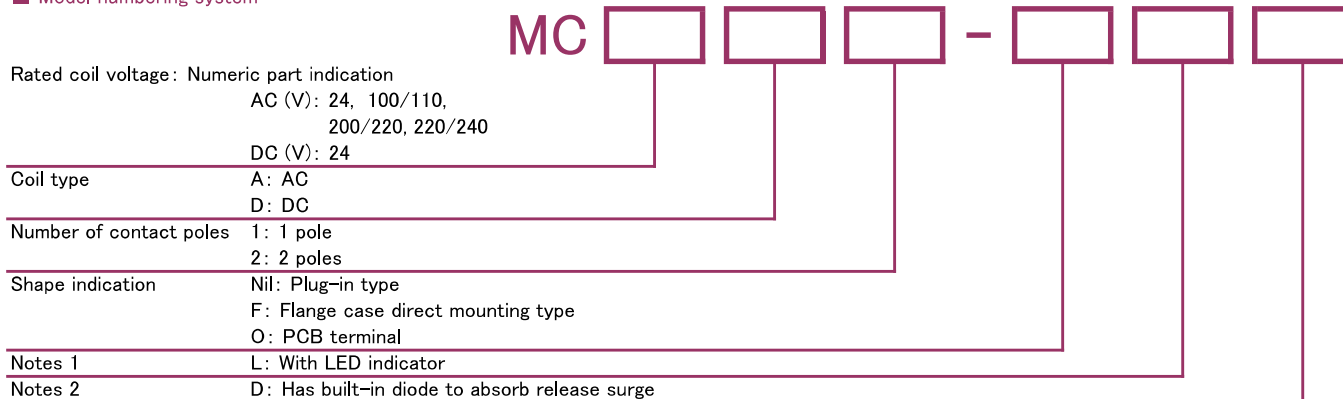 ■ Model numbering system
MC □ □ □ - □ □ □
Rated coil voltage: Numeric part indication
AC (V): 24, 100/110,
200/220, 220/240
DC (V): 24
Coil type A: AC
D: DC
Number of contact poles 1: 1 pole
2: 2 poles
Shape indication Nil: Plug-in type
F: Flange case direct mounting type
O: PCB terminal
Notes 1 L: With LED indicator
Notes 2 D: Has built-in diode to absorb release surge